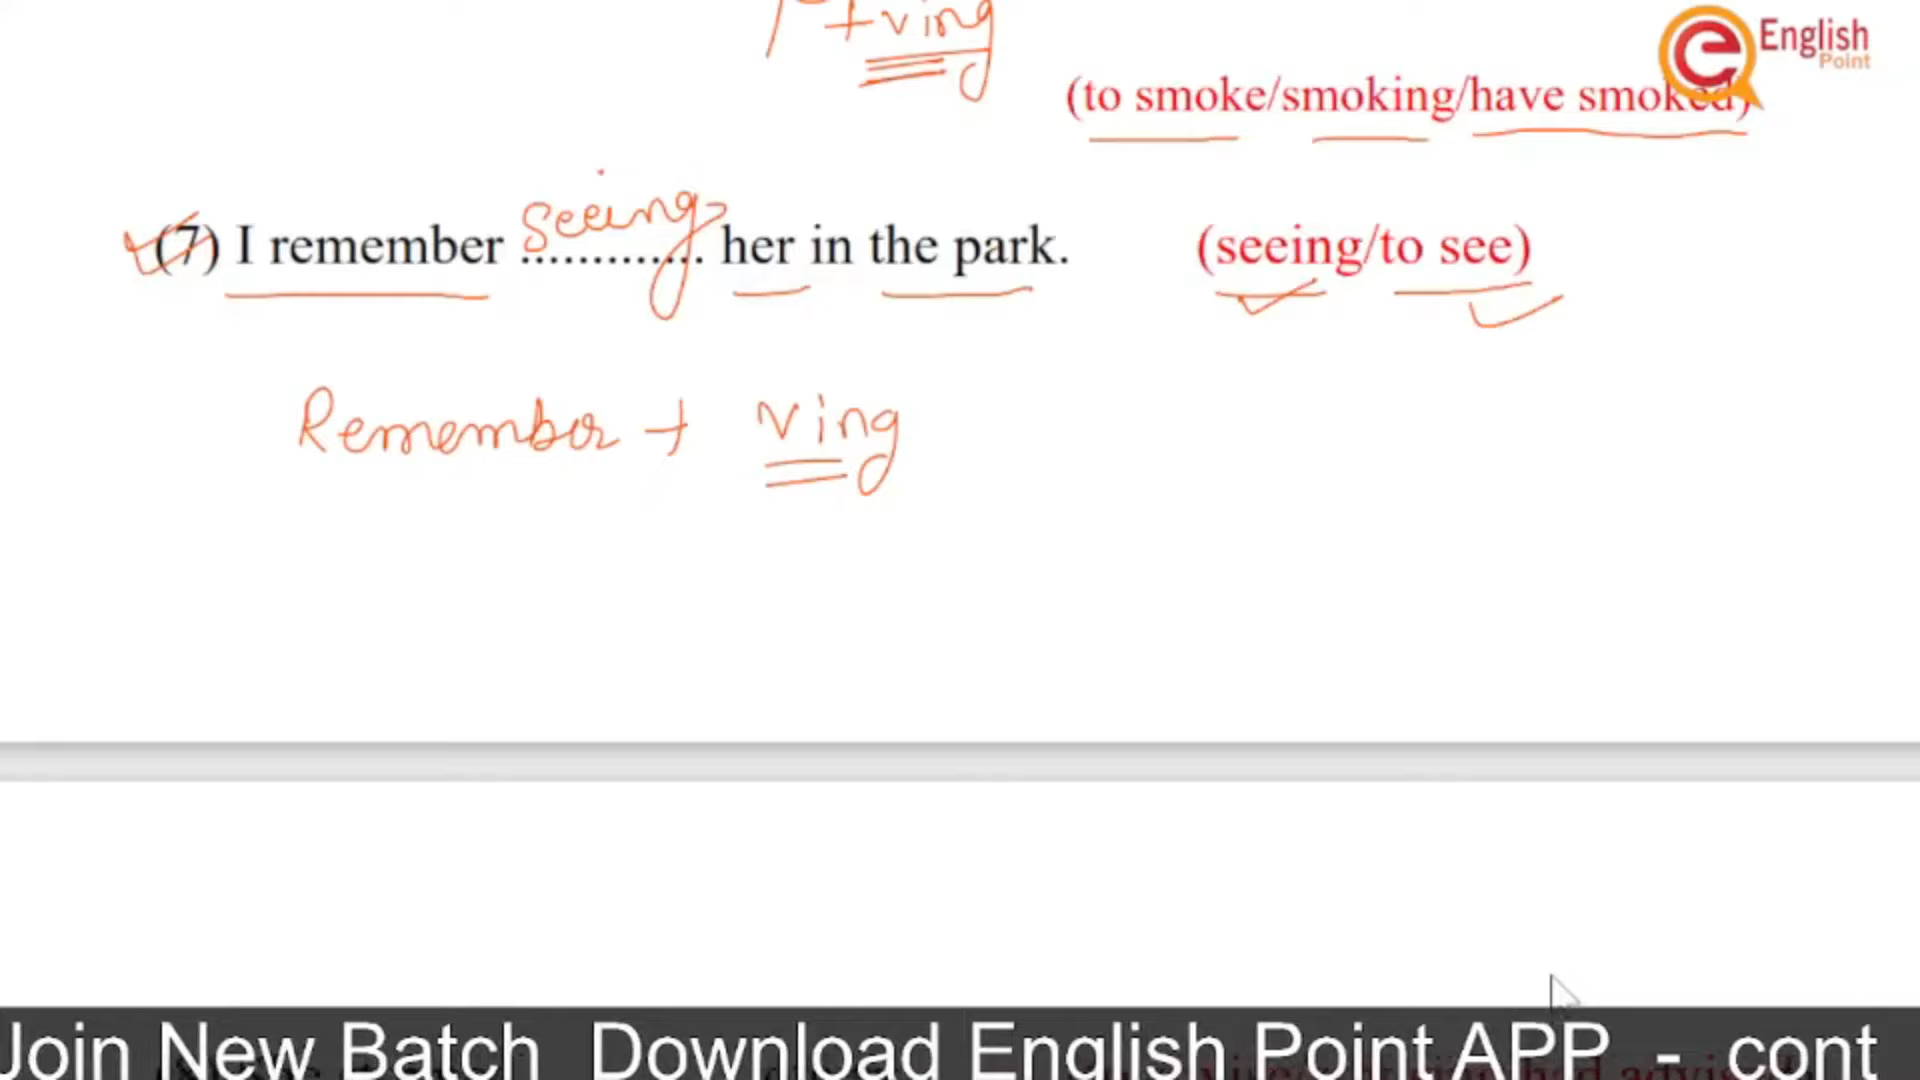 +ving
English
Point
(to smoke/smoking/have smoked)
seeing
(7) I remember ............. her in the park. (seeing/to see)
Remember + ving
Join New Batch Download English Point APP - cont